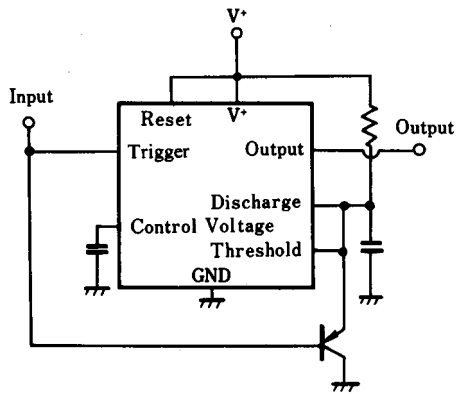 V⁺
Input
Reset
V⁺
Output
Trigger
Output
Discharge
Control Voltage
Threshold
GND